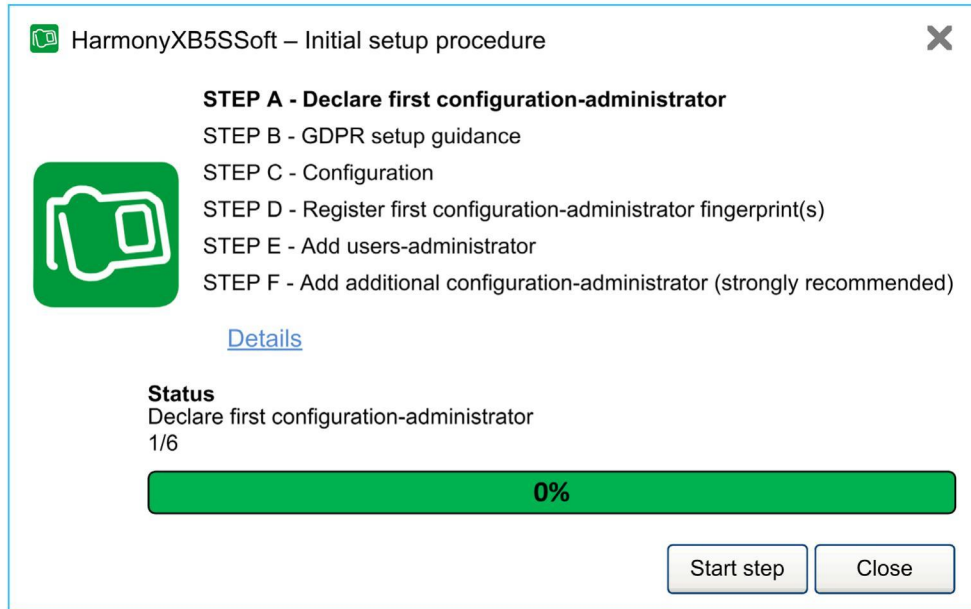 HarmonyXB5SSoft – Initial setup procedure
STEP A - Declare first configuration-administrator
STEP B - GDPR setup guidance
STEP C - Configuration
STEP D - Register first configuration-administrator fingerprint(s)
STEP E - Add users-administrator
STEP F - Add additional configuration-administrator (strongly recommended)
Details
Status
Declare first configuration-administrator
1/6
0%
Start step Close